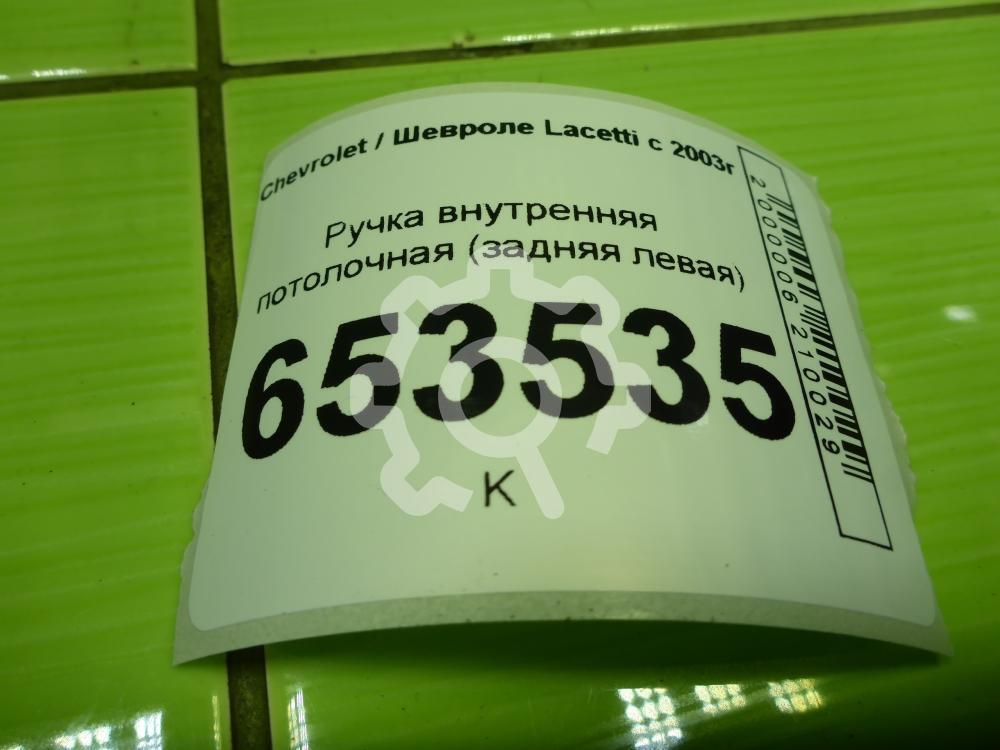 Chevrolet / Шевроле Lacetti с 2003г
Ручка внутренняя
потолочная (задняя левая)
653535
К
2000006210029